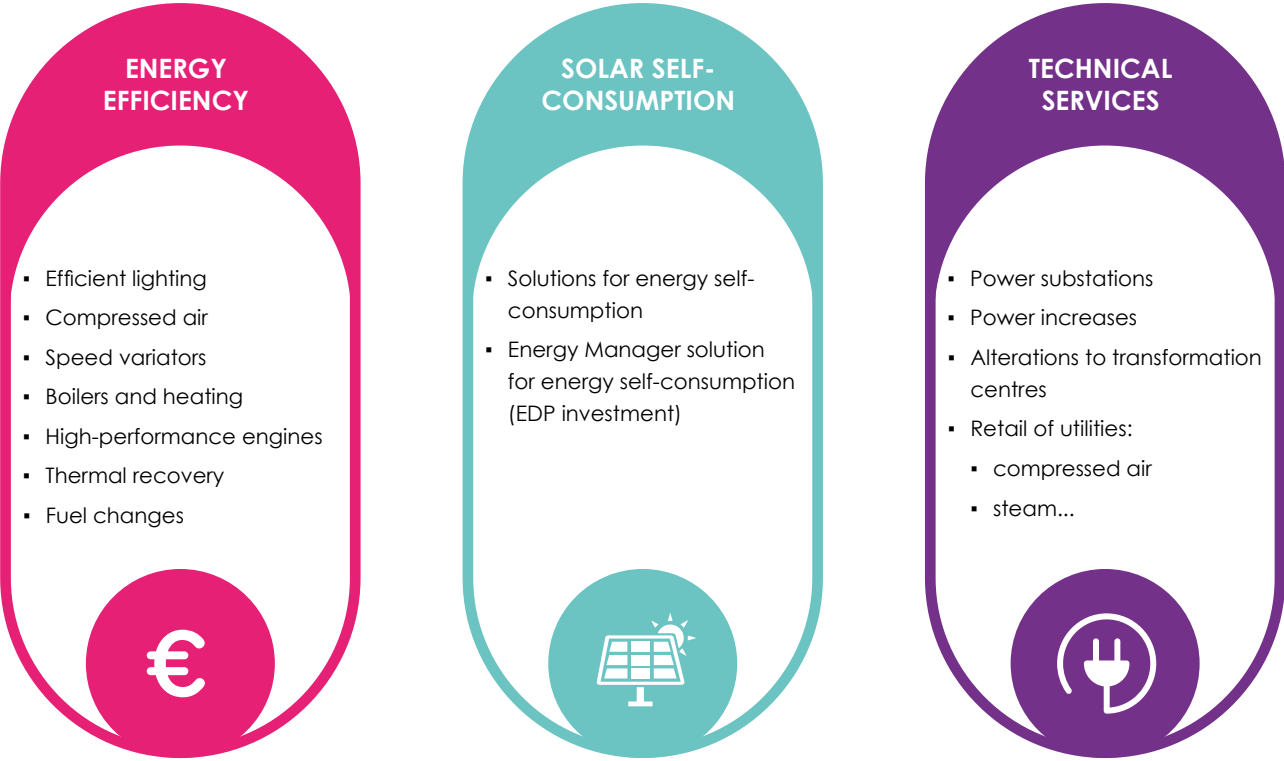 ENERGY
EFFICIENCY
▪ Efficient lighting
▪ Compressed air
▪ Speed variators
▪ Boilers and heating
▪ High-performance engines
▪ Thermal recovery
▪ Fuel changes
€
SOLAR SELF-
CONSUMPTION
▪ Solutions for energy self-
consumption
▪ Energy Manager solution
for energy self-consumption
(EDP investment)
TECHNICAL
SERVICES
▪ Power substations
▪ Power increases
▪ Alterations to transformation
centres
▪ Retail of utilities:
▪ compressed air
▪ steam...